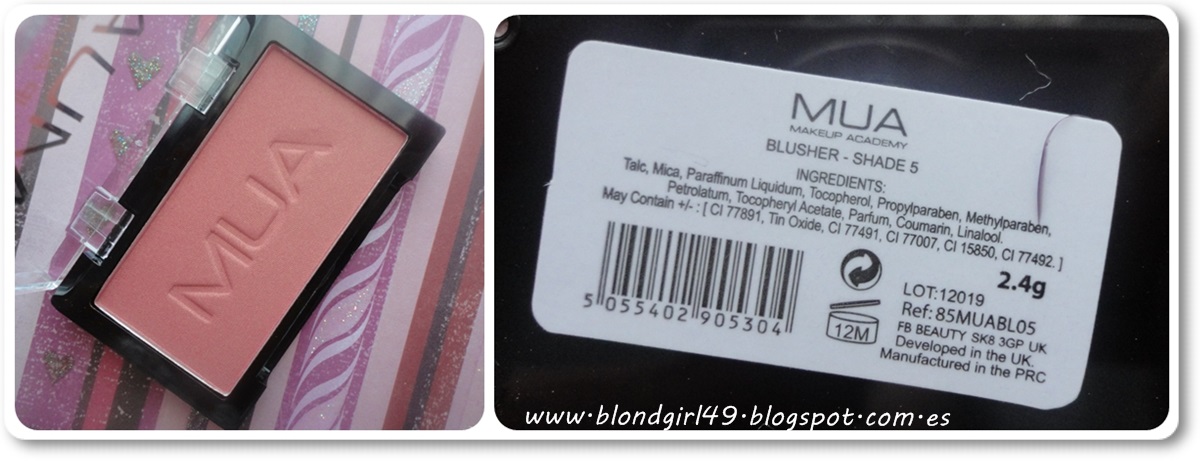 MUA
MUA
MAKEUP ACADEMY
BLUSHER - SHADE 5
INGREDIENTS:
Talc, Mica, Paraffinum Liquidum, Tocopherol, Propylparaben, Methylparaben,
Petrolatum, Tocopheryl Acetate, Parfum, Coumarin, Linalool.
May Contain +/- : [ CI 77891, Tin Oxide, CI 77491, CI 77007, CI 15850, CI 77492. ]
2.4g
5 055402 905304
12M
LOT:12019
Ref: 85MUABL05
FB BEAUTY SK8 3GP UK
Developed in the UK.
Manufactured in the PRC
www.blondgirl49.blogspot.com.es